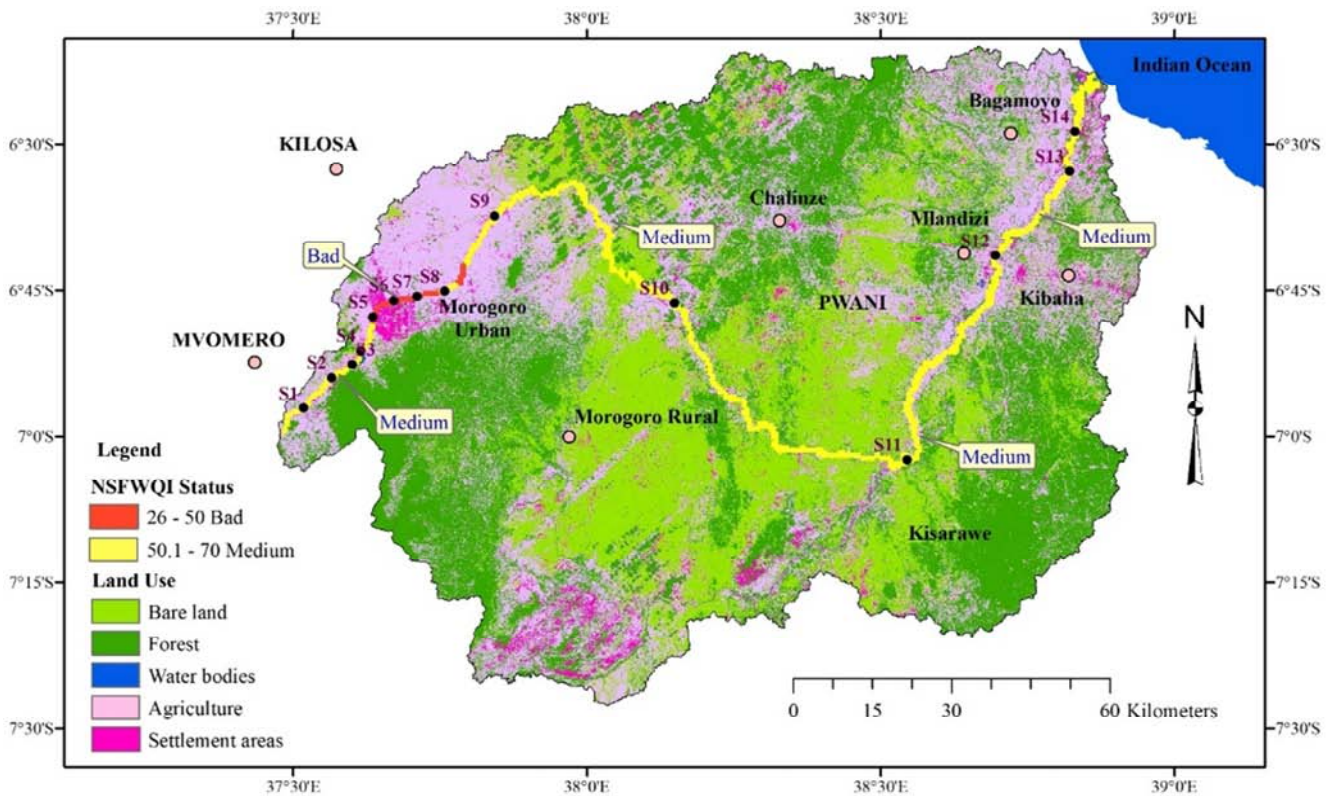 37°30'E
38°0'E
38°30'E
39°0'E
Indian Ocean
Bagamoyo
S14
6°30'S
6°30'S
KILOSA
S13
S9
Chalinze
Mlandizi
Medium
Medium
S12
Bad
S6
S7
S8
6°45'S
6°45'S
S10
PWANI
Kibaha
S5
Morogoro
Urban
N
MVOMERO
S4
3
S2
S1
Medium
Morogoro Rural
7°0'S
7°0'S
S11
Medium
Legend
NSFWQI Status
26 - 50 Bad
50.1 - 70 Medium
Kisarawe
Land Use
7°15'S
7°15'S
Bare land
Forest
Water bodies
Agriculture
Settlement areas
0 15 30 60 Kilometers
7°30'S
7°30'S
37°30'E
38°0'E
38°30'E
39°0'E